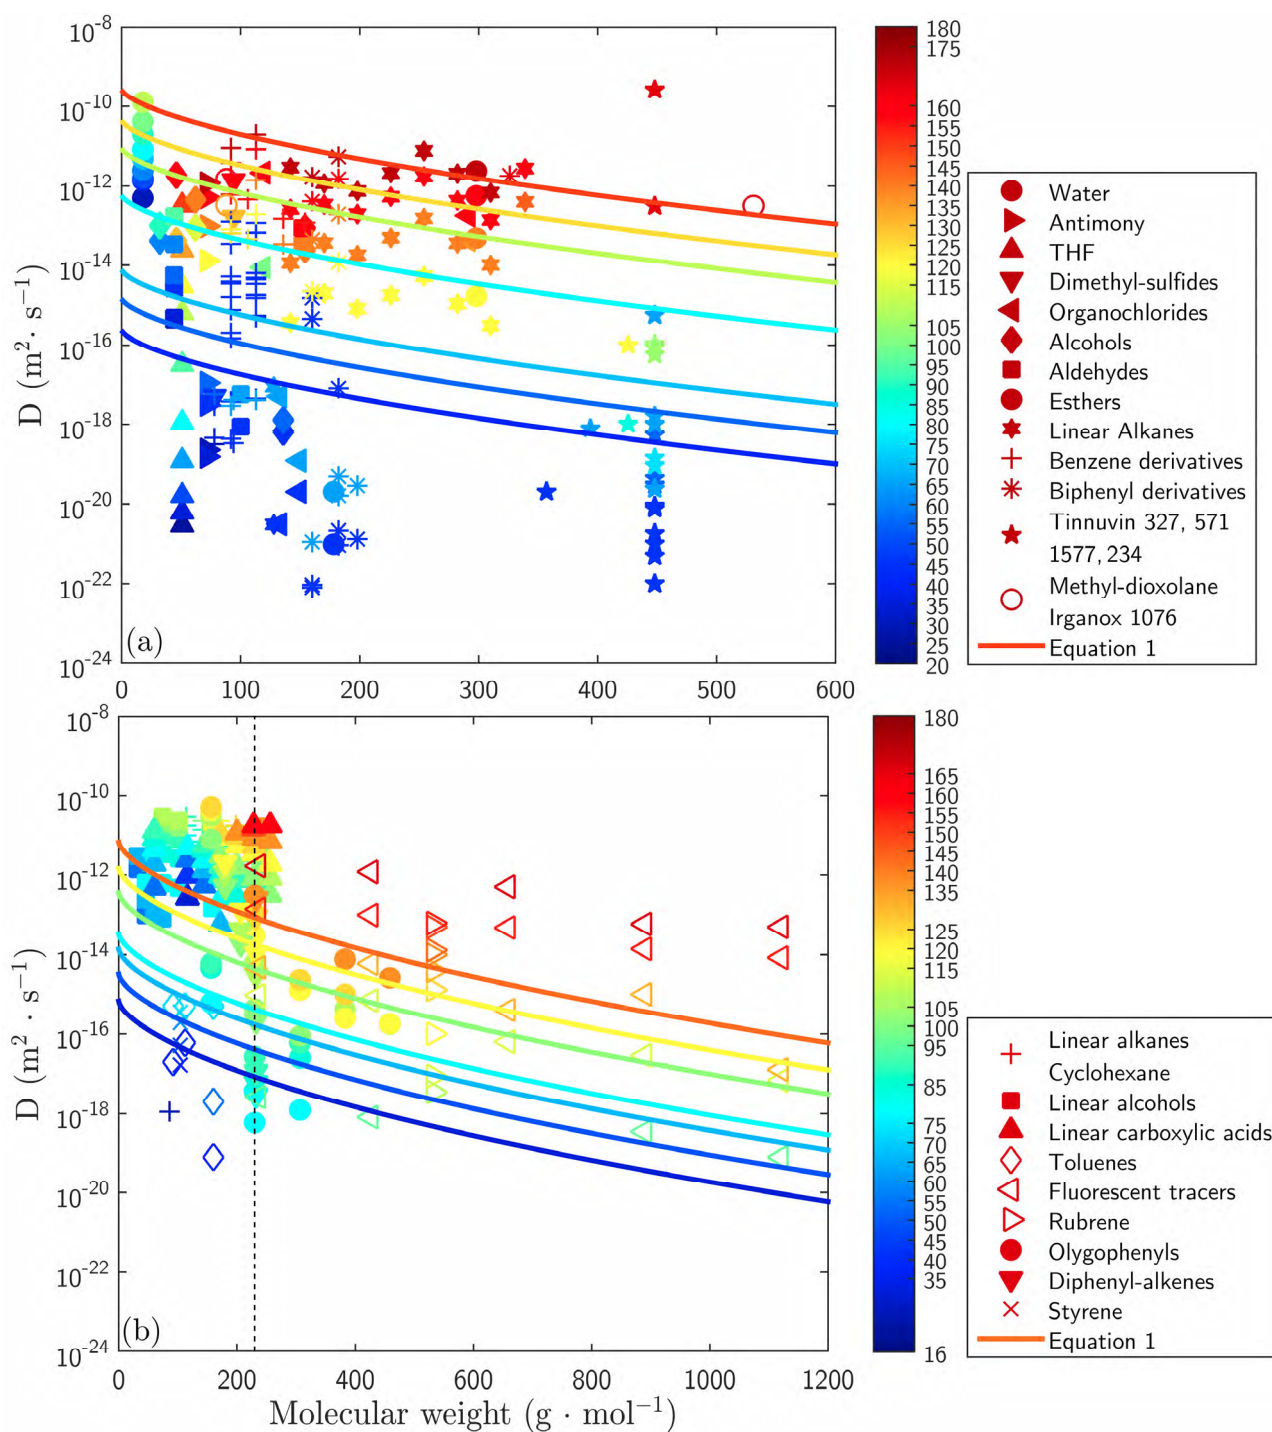 10⁻⁸
10⁻¹⁰
10⁻¹²
10⁻¹⁴
10⁻¹⁶
10⁻¹⁸
10⁻²⁰
10⁻²²
10⁻²⁴
D (m²· s⁻¹)
(a)
0 100 200 300 400 500 600
180
175
160
155
150
145
140
135
130
125
120
115
105
100
95
90
85
80
75
70
65
60
55
50
45
40
35
30
25
20
Water
Antimony
THF
Dimethyl-sulfides
Organochlorides
Alcohols
Aldehydes
Esthers
Linear Alkanes
Benzene derivatives
Biphenyl derivatives
Tinnuvin 327, 571
1577, 234
Methyl-dioxolane
Irganox 1076
Equation 1
10⁻⁸
10⁻¹⁰
10⁻¹²
10⁻¹⁴
10⁻¹⁶
10⁻¹⁸
10⁻²⁰
10⁻²²
10⁻²⁴
D (m² · s⁻¹)
(b)
0 200 400 600 800 1000 1200
Molecular weight (g · mol⁻¹)
180
165
160
155
150
145
140
135
125
120
115
105
100
95
85
75
70
65
60
55
50
45
40
35
16
Linear alkanes
Cyclohexane
Linear alcohols
Linear carboxylic acids
Toluenes
Fluorescent tracers
Rubrene
Olygophenyls
Diphenyl-alkenes
Styrene
Equation 1